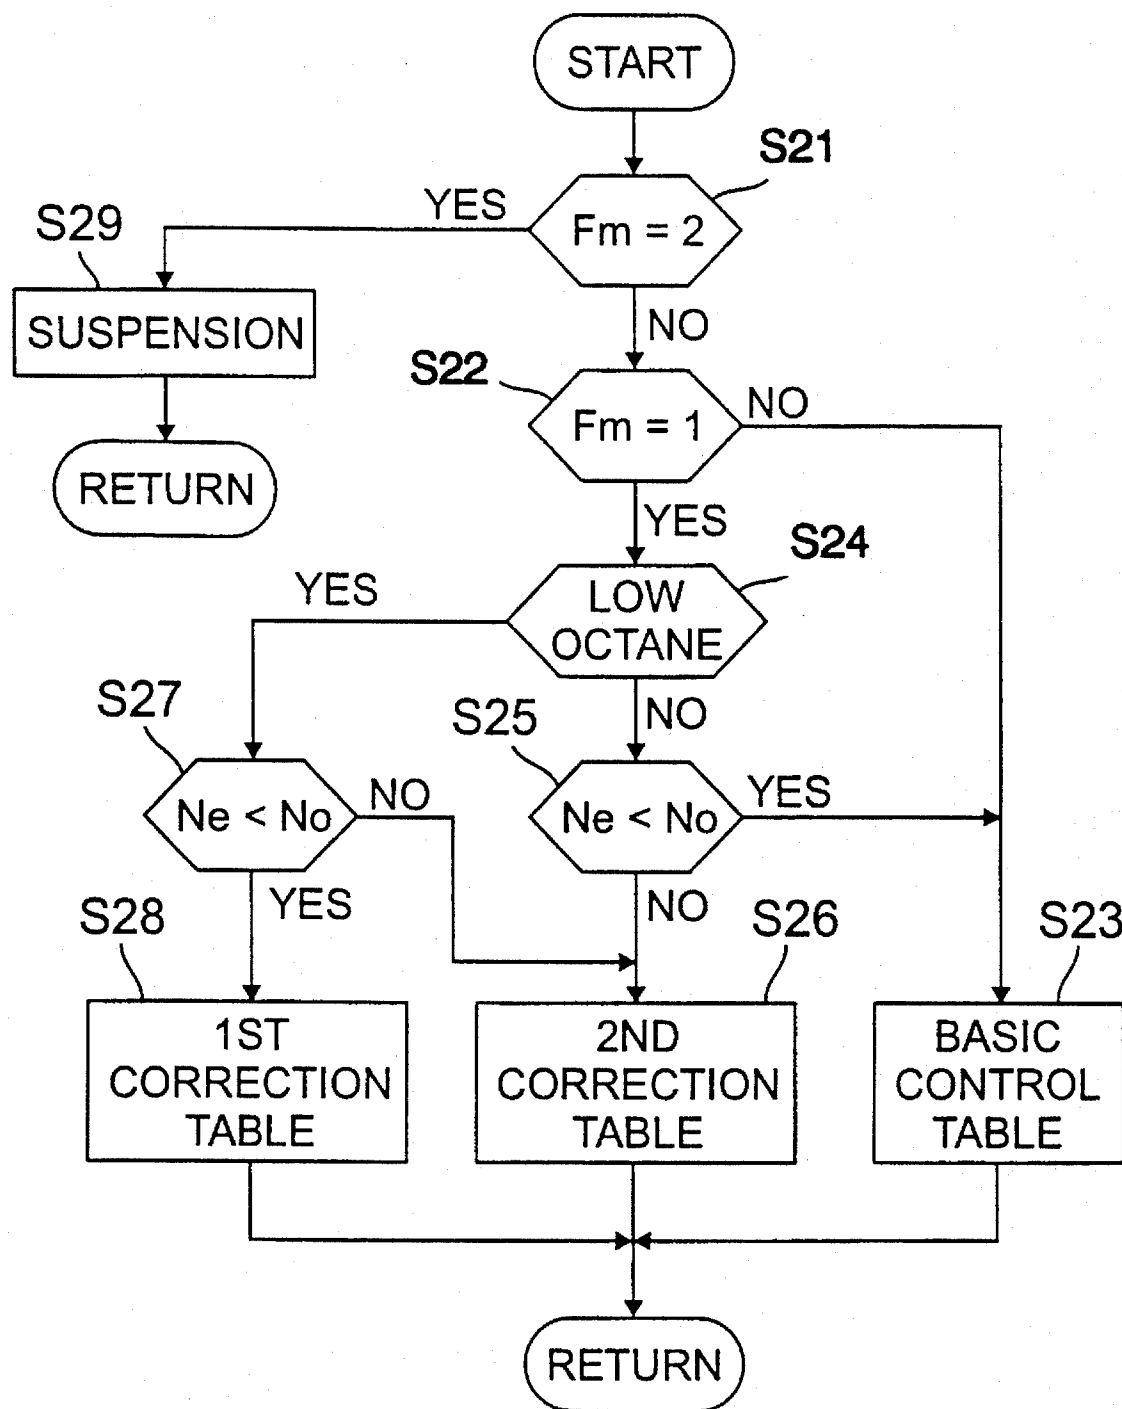 START
S21
YES
Fm = 2
S29
SUSPENSION
NO
S22
Fm = 1
NO
RETURN
YES
S24
YES
LOW
OCTANE
S27
S25
NO
Ne < No
NO
Ne < No
YES
YES
NO
S28
S26
S23
1ST
CORRECTION
TABLE
2ND
CORRECTION
TABLE
BASIC
CONTROL
TABLE
RETURN